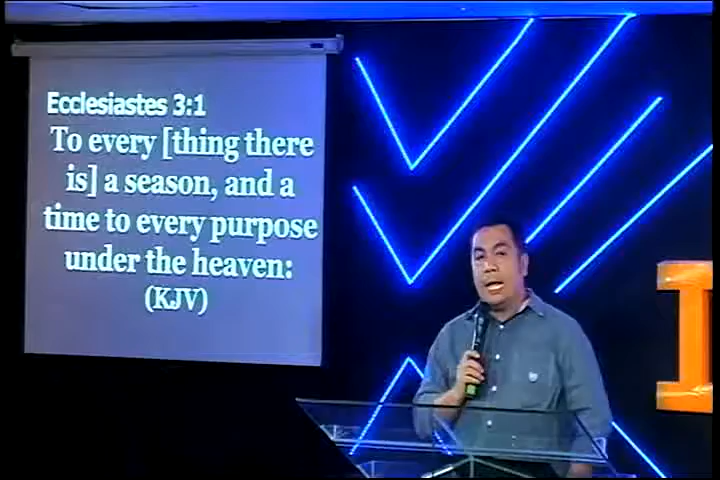 Ecclesiastes 3:1
To every [thing there
is] a season, and a
time to every purpose
under the heaven:
(KJV)
I